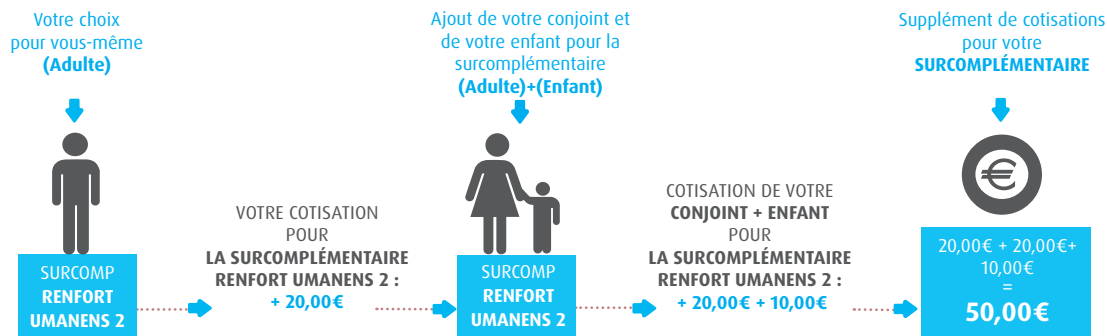 Votre choix
pour vous-même
(Adulte)
SURCOMP
RENFORT
UMANENS 2
VOTRE COTISATION
POUR
LA SURCOMPLÉMENTAIRE
RENFORT UMANENS 2 :
+ 20,00€
Ajout de votre conjoint et
de votre enfant pour la
surcomplémentaire
(Adulte)+(Enfant)
SURCOMP
RENFORT
UMANENS 2
COTISATION DE VOTRE
CONJOINT + ENFANT
POUR
LA SURCOMPLÉMENTAIRE
RENFORT UMANENS 2 :
+ 20,00€ + 10,00€
Supplément de cotisations
pour votre
SURCOMPLÉMENTAIRE
€
20,00€ + 20,00€+
10,00€
=
50,00€